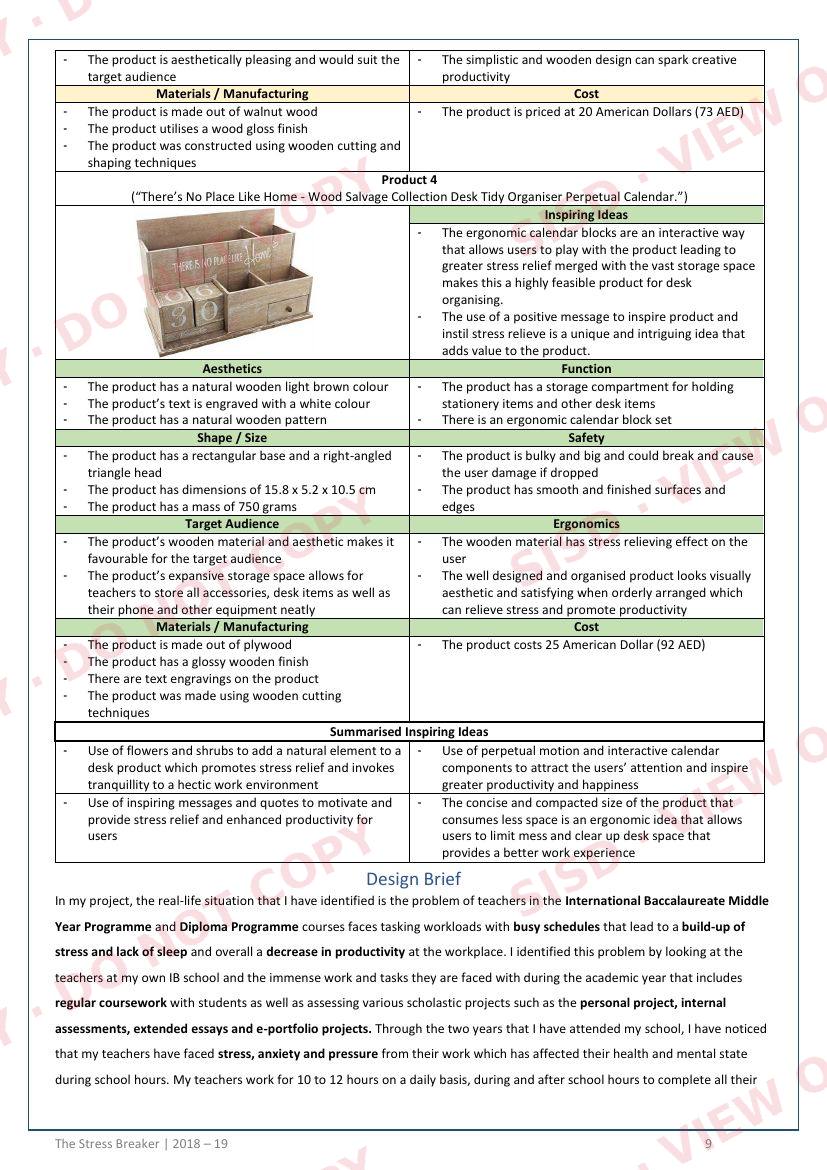 - The product is aesthetically pleasing and would suit the
target audience
- The simplistic and wooden design can spark creative
productivity
Materials / Manufacturing
Cost
- The product is made out of walnut wood
- The product utilises a wood gloss finish
- The product was constructed using wooden cutting and
shaping techniques
- The product is priced at 20 American Dollars (73 AED)
Product 4
(“There’s No Place Like Home - Wood Salvage Collection Desk Tidy Organiser Perpetual Calendar.”)
THERE IS NO PLACE LIKE Home
06
30
Inspiring Ideas
- The ergonomic calendar blocks are an interactive way
that allows users to play with the product leading to
greater stress relief merged with the vast storage space
makes this a highly feasible product for desk
organising.
- The use of a positive message to inspire product and
instil stress relieve is a unique and intriguing idea that
adds value to the product.
Aesthetics
Function
- The product has a natural wooden light brown colour
- The product’s text is engraved with a white colour
- The product has a natural wooden pattern
- The product has a storage compartment for holding
stationery items and other desk items
- There is an ergonomic calendar block set
Shape / Size
Safety
- The product has a rectangular base and a right-angled
triangle head
- The product has dimensions of 15.8 x 5.2 x 10.5 cm
- The product has a mass of 750 grams
- The product is bulky and big and could break and cause
the user damage if dropped
- The product has smooth and finished surfaces and
edges
Target Audience
Ergonomics
- The product’s wooden material and aesthetic makes it
favourable for the target audience
- The product’s expansive storage space allows for
teachers to store all accessories, desk items as well as
their phone and other equipment neatly
- The wooden material has stress relieving effect on the
user
- The well designed and organised product looks visually
aesthetic and satisfying when orderly arranged which
can relieve stress and promote productivity
Materials / Manufacturing
Cost
- The product is made out of plywood
- The product has a glossy wooden finish
- There are text engravings on the product
- The product was made using wooden cutting
techniques
- The product costs 25 American Dollar (92 AED)
Summarised Inspiring Ideas
- Use of flowers and shrubs to add a natural element to a
desk product which promotes stress relief and invokes
tranquillity to a hectic work environment
- Use of perpetual motion and interactive calendar
components to attract the users’ attention and inspire
greater productivity and happiness
- Use of inspiring messages and quotes to motivate and
provide stress relief and enhanced productivity for
users
- The concise and compacted size of the product that
consumes less space is an ergonomic idea that allows
users to limit mess and clear up desk space that
provides a better work experience
Design Brief
In my project, the real-life situation that I have identified is the problem of teachers in the International Baccalaureate Middle
Year Programme and Diploma Programme courses faces tasking workloads with busy schedules that lead to a build-up of
stress and lack of sleep and overall a decrease in productivity at the workplace. I identified this problem by looking at the
teachers at my own IB school and the immense work and tasks they are faced with during the academic year that includes
regular coursework with students as well as assessing various scholastic projects such as the personal project, internal
assessments, extended essays and e-portfolio projects. Through the two years that I have attended my school, I have noticed
that my teachers have faced stress, anxiety and pressure from their work which has affected their health and mental state
during school hours. My teachers work for 10 to 12 hours on a daily basis, during and after school hours to complete all their
The Stress Breaker | 2018 – 19
9
Y · DO NOT COPY
SISD · VIEW O
Y · DO NOT COPY
SISD · VIEW O
Y · DO NOT COPY
SISD · VIEW O